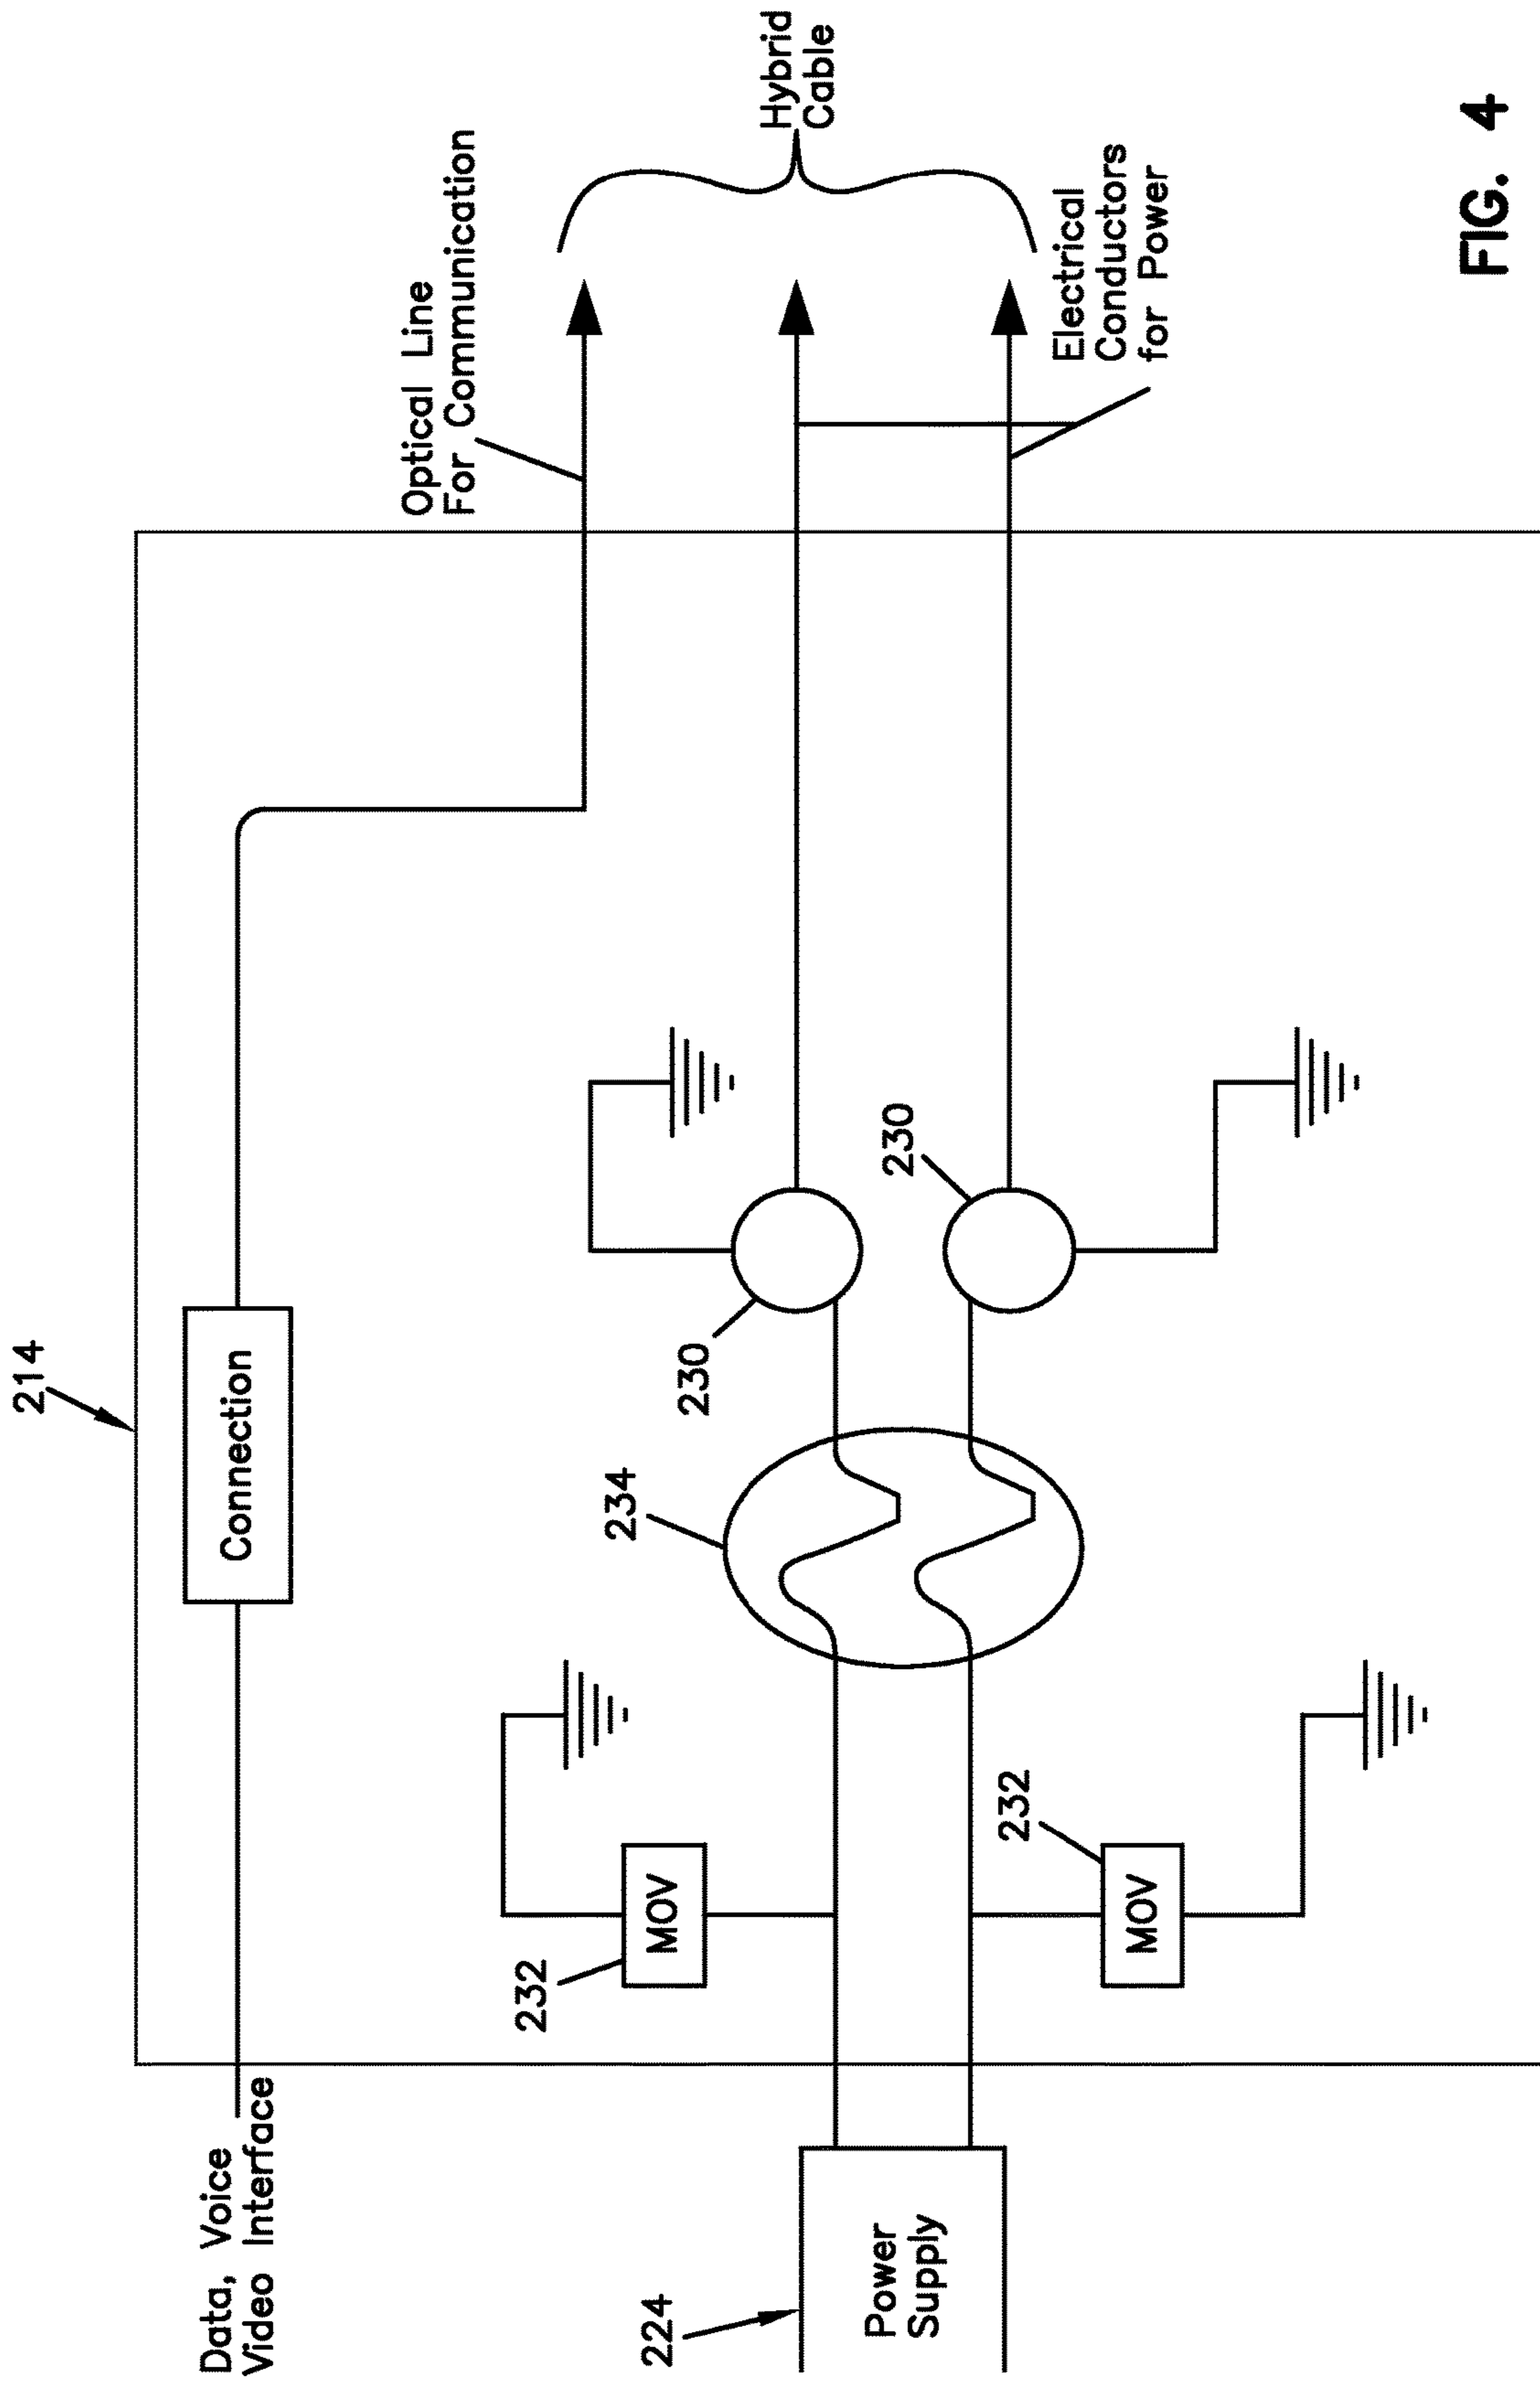 214
Data, Voice
Video Interface
Connection
Optical Line
For Communication
Hybrid
Cable
Electrical
Conductors
for Power
224
Power
Supply
232
MOV
232
MOV
234
230
230
FIG. 4